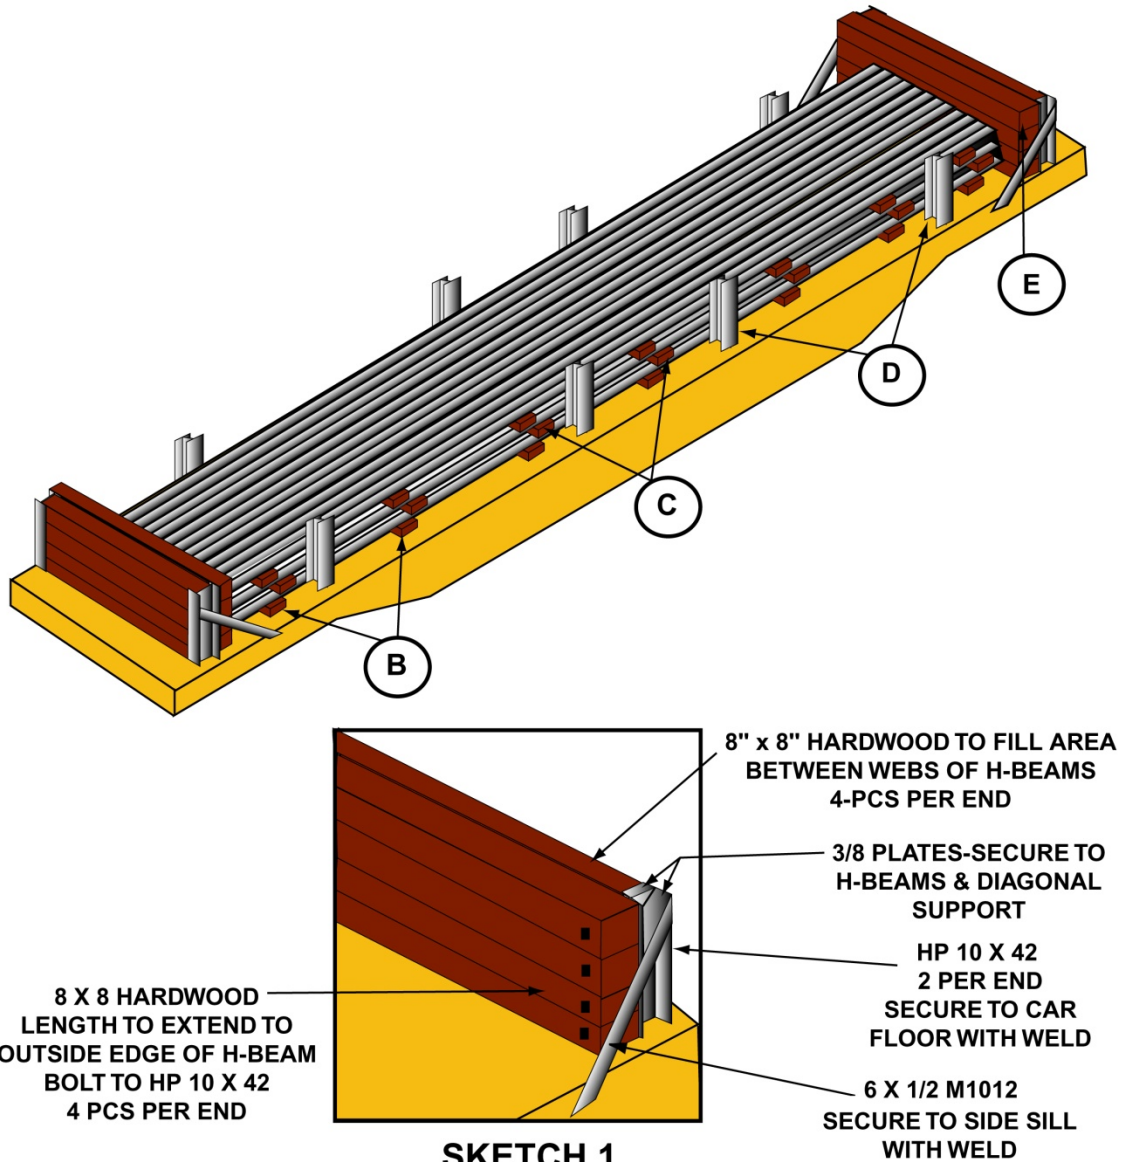 E
D
C
B
8" x 8" HARDWOOD TO FILL AREA
BETWEEN WEBS OF H-BEAMS
4-PCS PER END
3/8 PLATES-SECURE TO
H-BEAMS & DIAGONAL
SUPPORT
HP 10 X 42
2 PER END
SECURE TO CAR
FLOOR WITH WELD
8 X 8 HARDWOOD
LENGTH TO EXTEND TO
OUTSIDE EDGE OF H-BEAM
BOLT TO HP 10 X 42
4 PCS PER END
6 X 1/2 M1012
SECURE TO SIDE SILL
WITH WELD
SKETCH 1